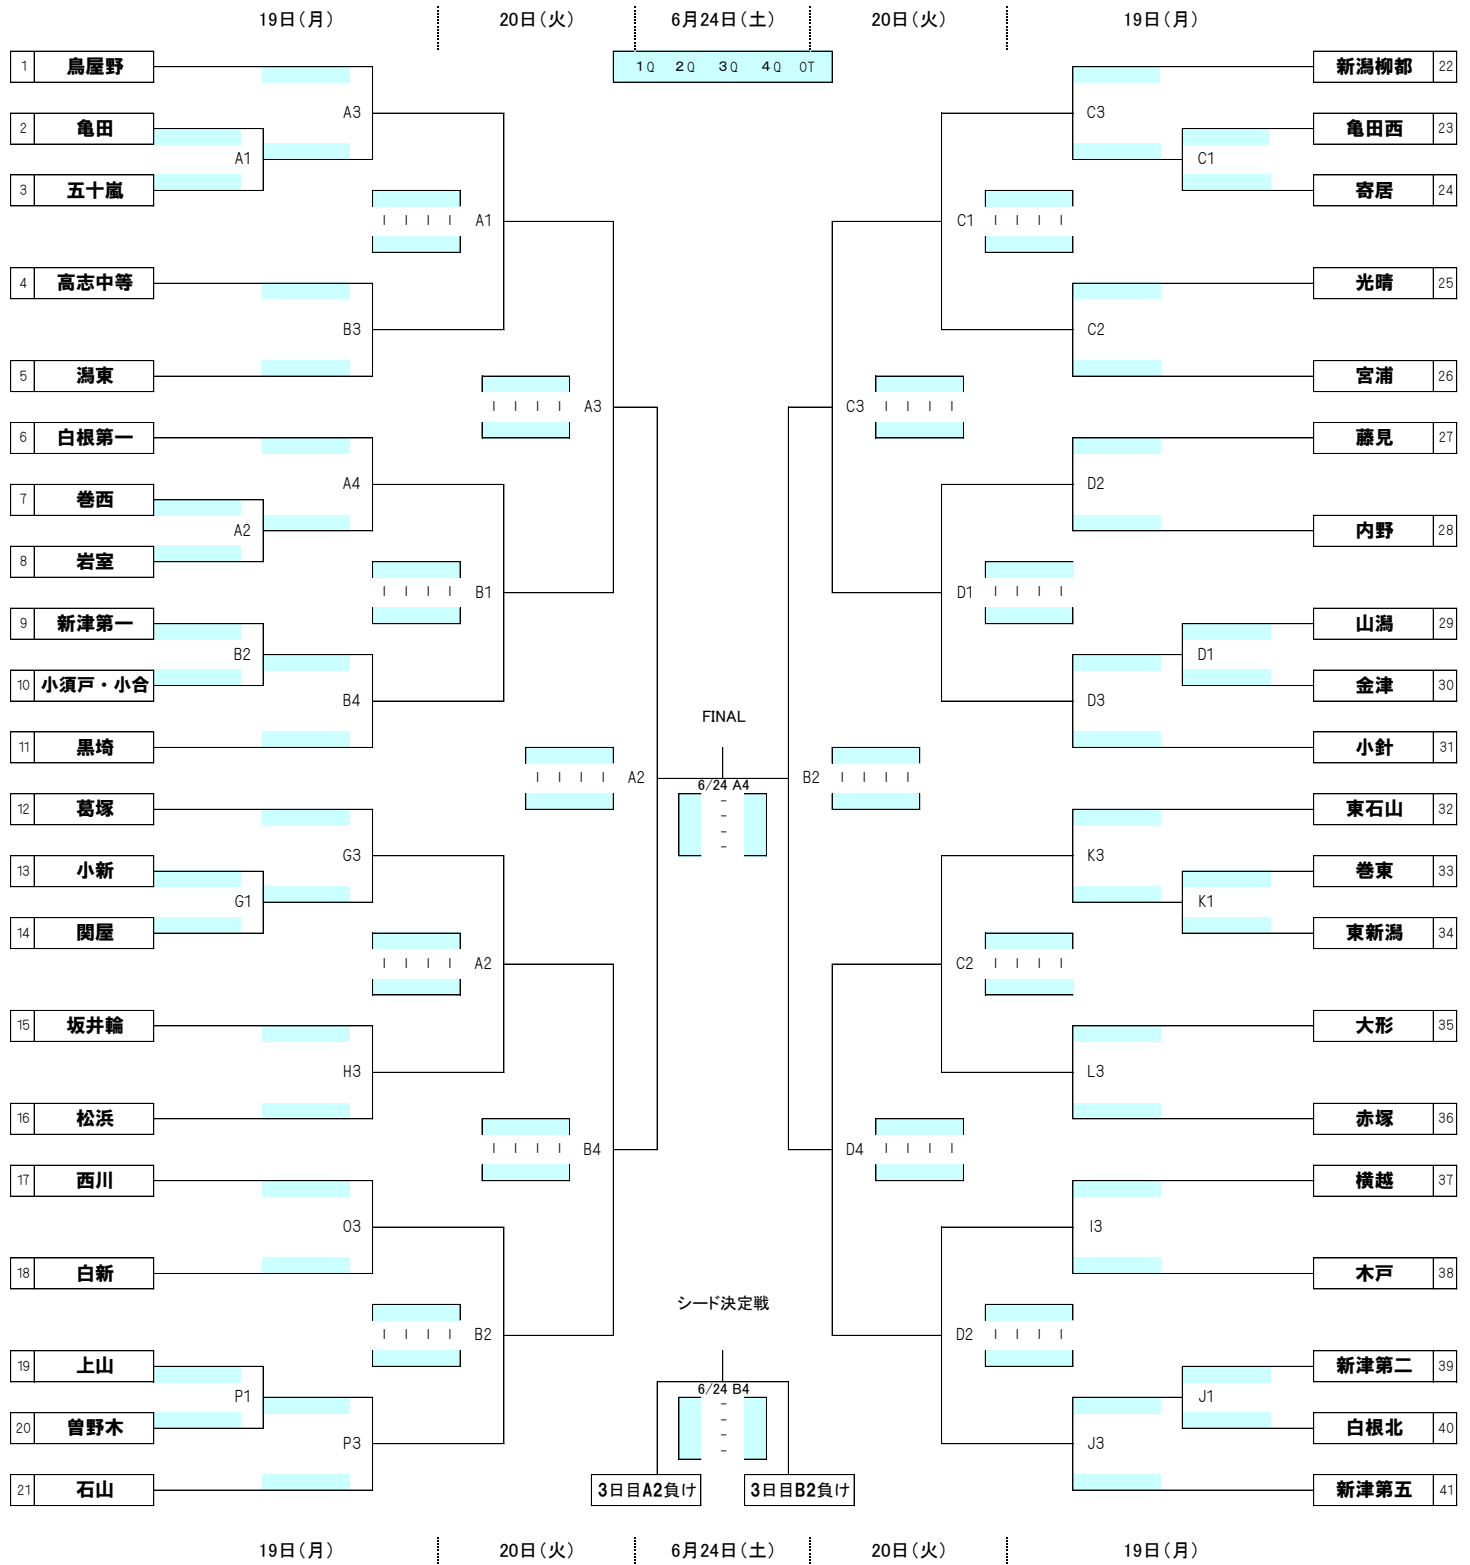 19日(月) 20日(火) 6月24日(土) 20日(火) 19日(月)
1Q 2Q 3Q 4Q OT
1 鳥屋野
2 亀田
3 五十嵐
4 高志中等
5 潟東
6 白根第一
7 巻西
8 岩室
9 新津第一
10 小須戸・小合
11 黒埼
12 葛塚
13 小新
14 関屋
15 坂井輪
16 松浜
17 西川
18 白新
19 上山
20 曽野木
21 石山
A1
A2
B2
G1
P1
A3
B3
A4
B4
G3
H3
O3
P3
A1
B1
A2
B2
A3
B4
A2
FINAL
6/24 A4
-
-
-
-
シード決定戦
6/24 B4
-
-
-
-
3日目A2負け 3日目B2負け
B2
C3
D4
C1
D1
C2
D2
C3
C2
D2
D3
K3
L3
I3
J3
C1
D1
K1
J1
新潟柳都 22
亀田西 23
寄居 24
光晴 25
宮浦 26
藤見 27
内野 28
山潟 29
金津 30
小針 31
東石山 32
巻東 33
東新潟 34
大形 35
赤塚 36
横越 37
木戸 38
新津第二 39
白根北 40
新津第五 41
19日(月) 20日(火) 6月24日(土) 20日(火) 19日(月)